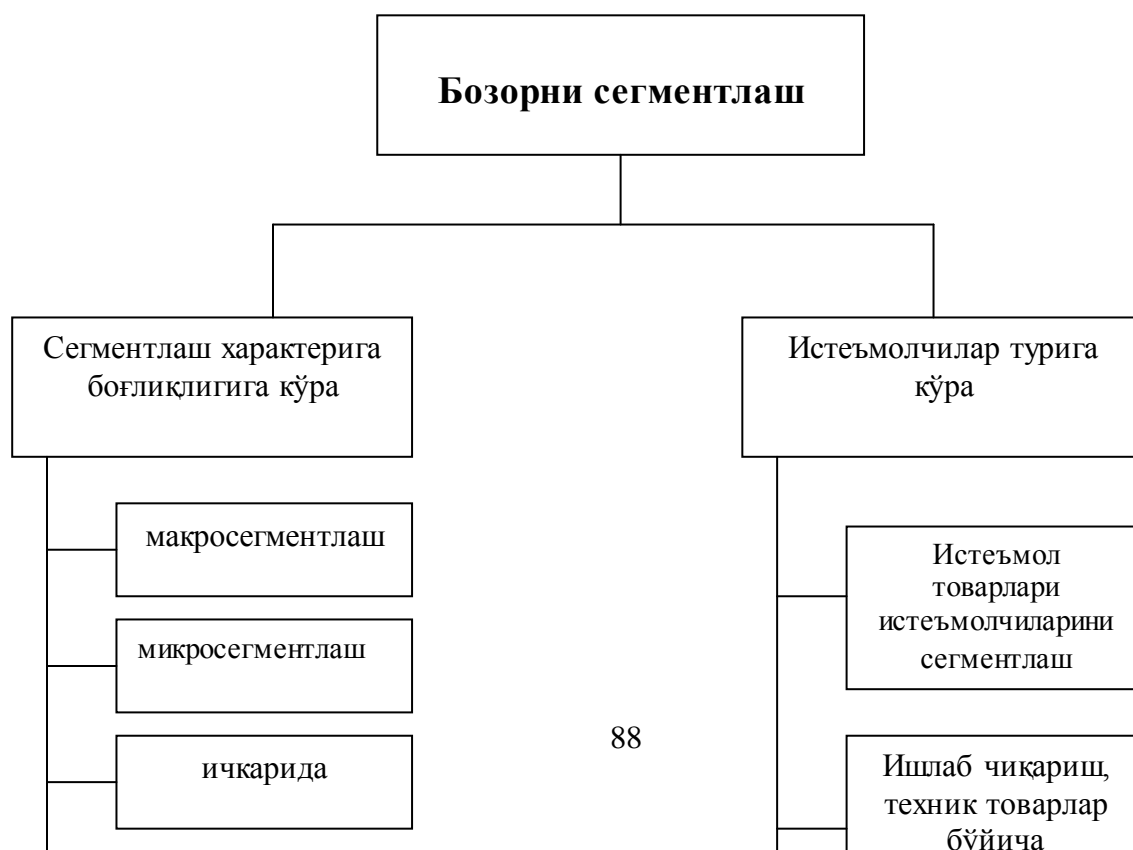 Бозорни сегментлаш
Сегментлаш характерига
боғлиқлигига кўра
макросегментлаш
микросегментлаш
ичкарида
Истеъмолчилар турига
кўра
Истеъмол
товарлари
истеъмолчиларини
сегментлаш
Ишлаб чиқариш,
техник товарлар
бўйича
88